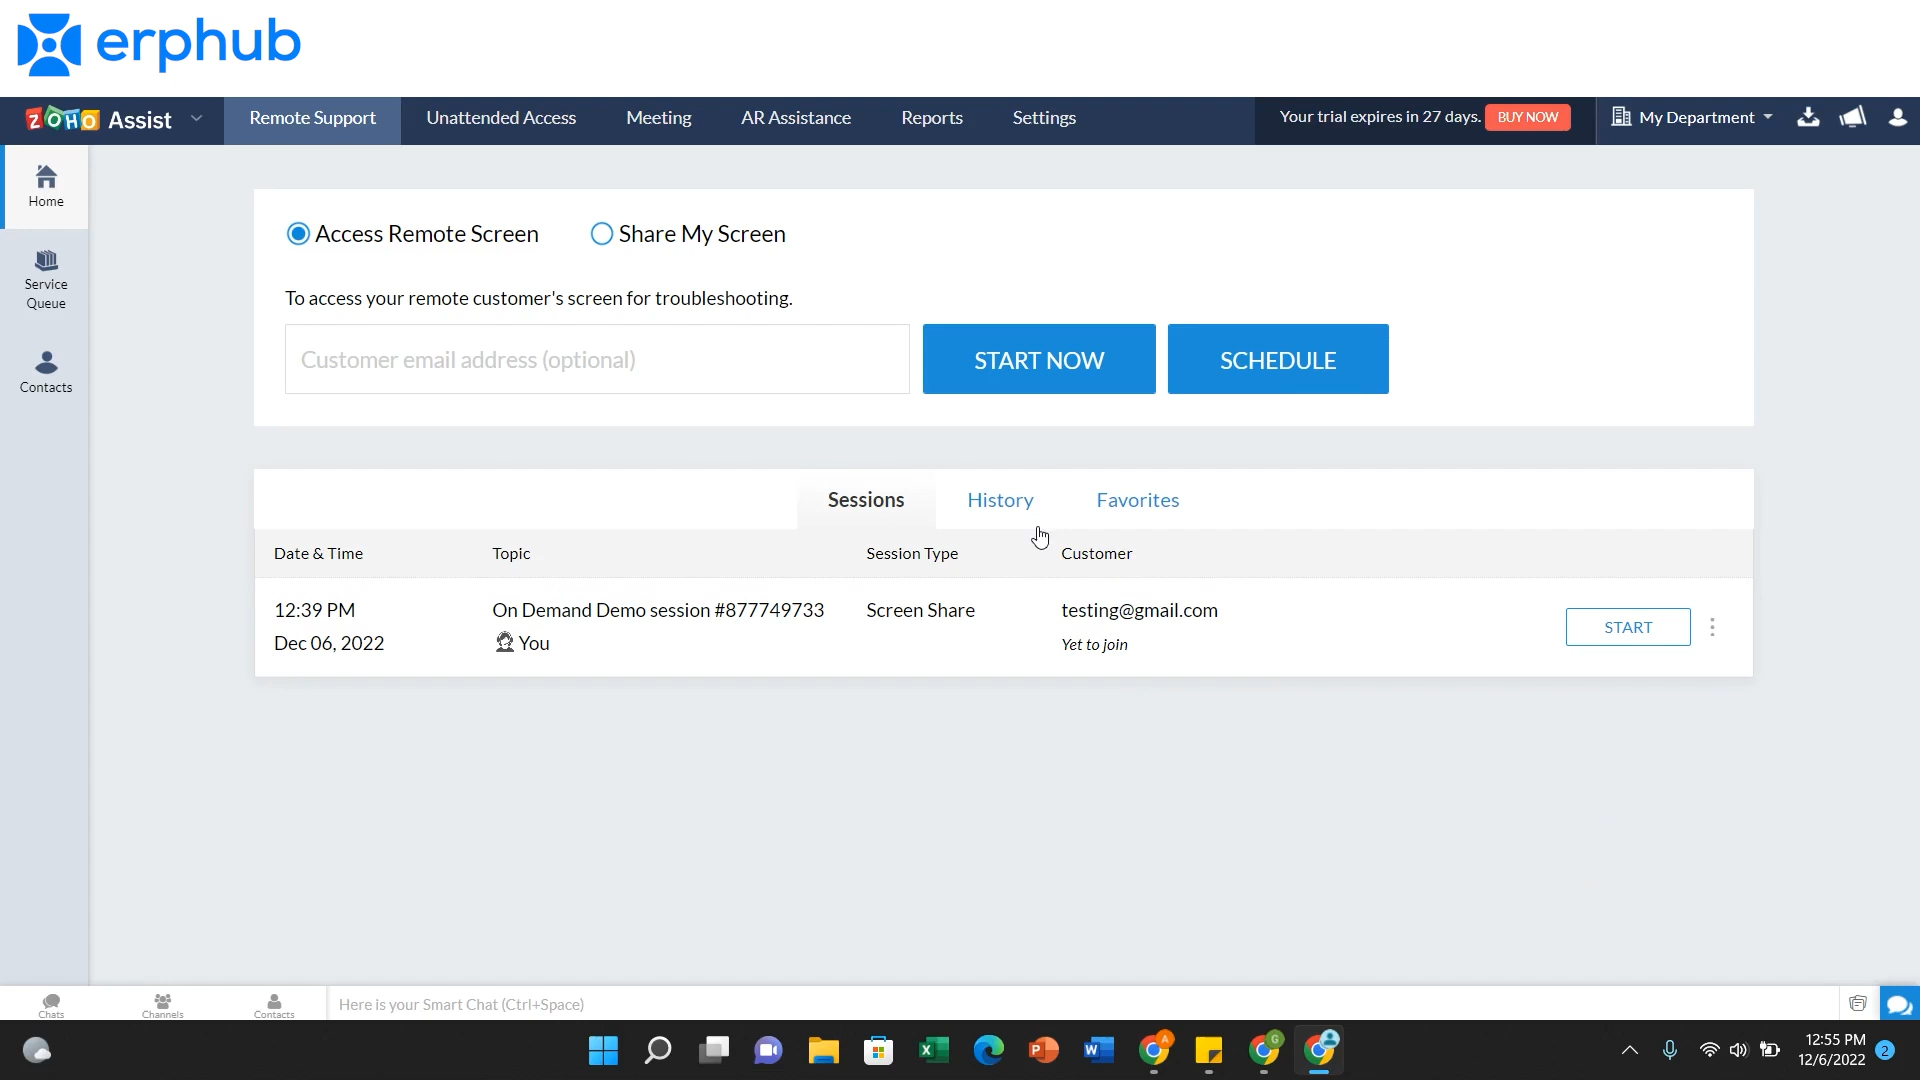 erphub
ZOHO Assist
Remote Support
Unattended Access
Meeting
AR Assistance
Reports
Settings
Your trial expires in 27 days.
BUY NOW
My Department
Home
Service
Queue
Contacts
Access Remote Screen
Share My Screen
To access your remote customer's screen for troubleshooting.
Customer email address (optional)
START NOW
SCHEDULE
Sessions
History
Favorites
Date & Time
Topic
Session Type
Customer
12:39 PM
Dec 06, 2022
On Demand Demo session #877749733
You
Screen Share
testing@gmail.com
Yet to join
START
Chats
Channels
Contacts
Here is your Smart Chat (Ctrl+Space)
X
P
W
A
G
12:55 PM
12/6/2022
2